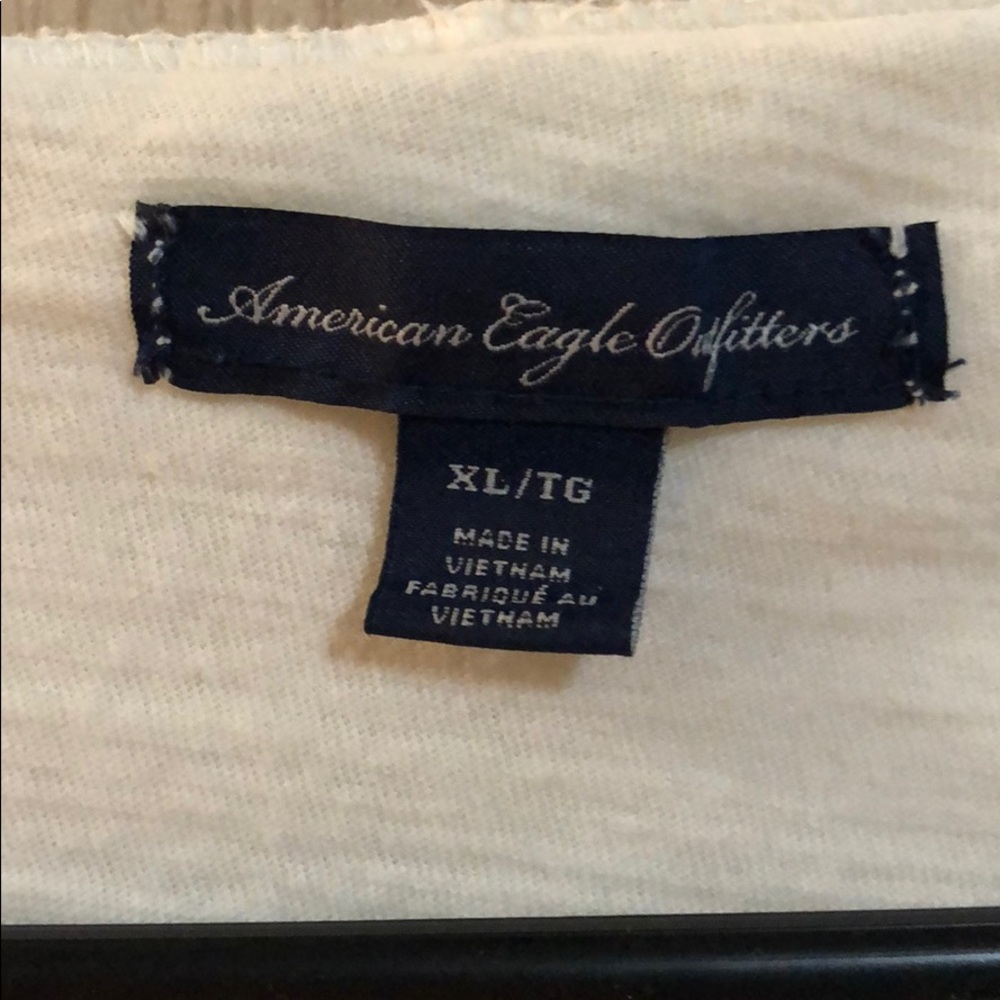 American Eagle Outfitters
XL/TG
MADE IN
VIETNAM
FABRIQUÉ AU
VIETNAM